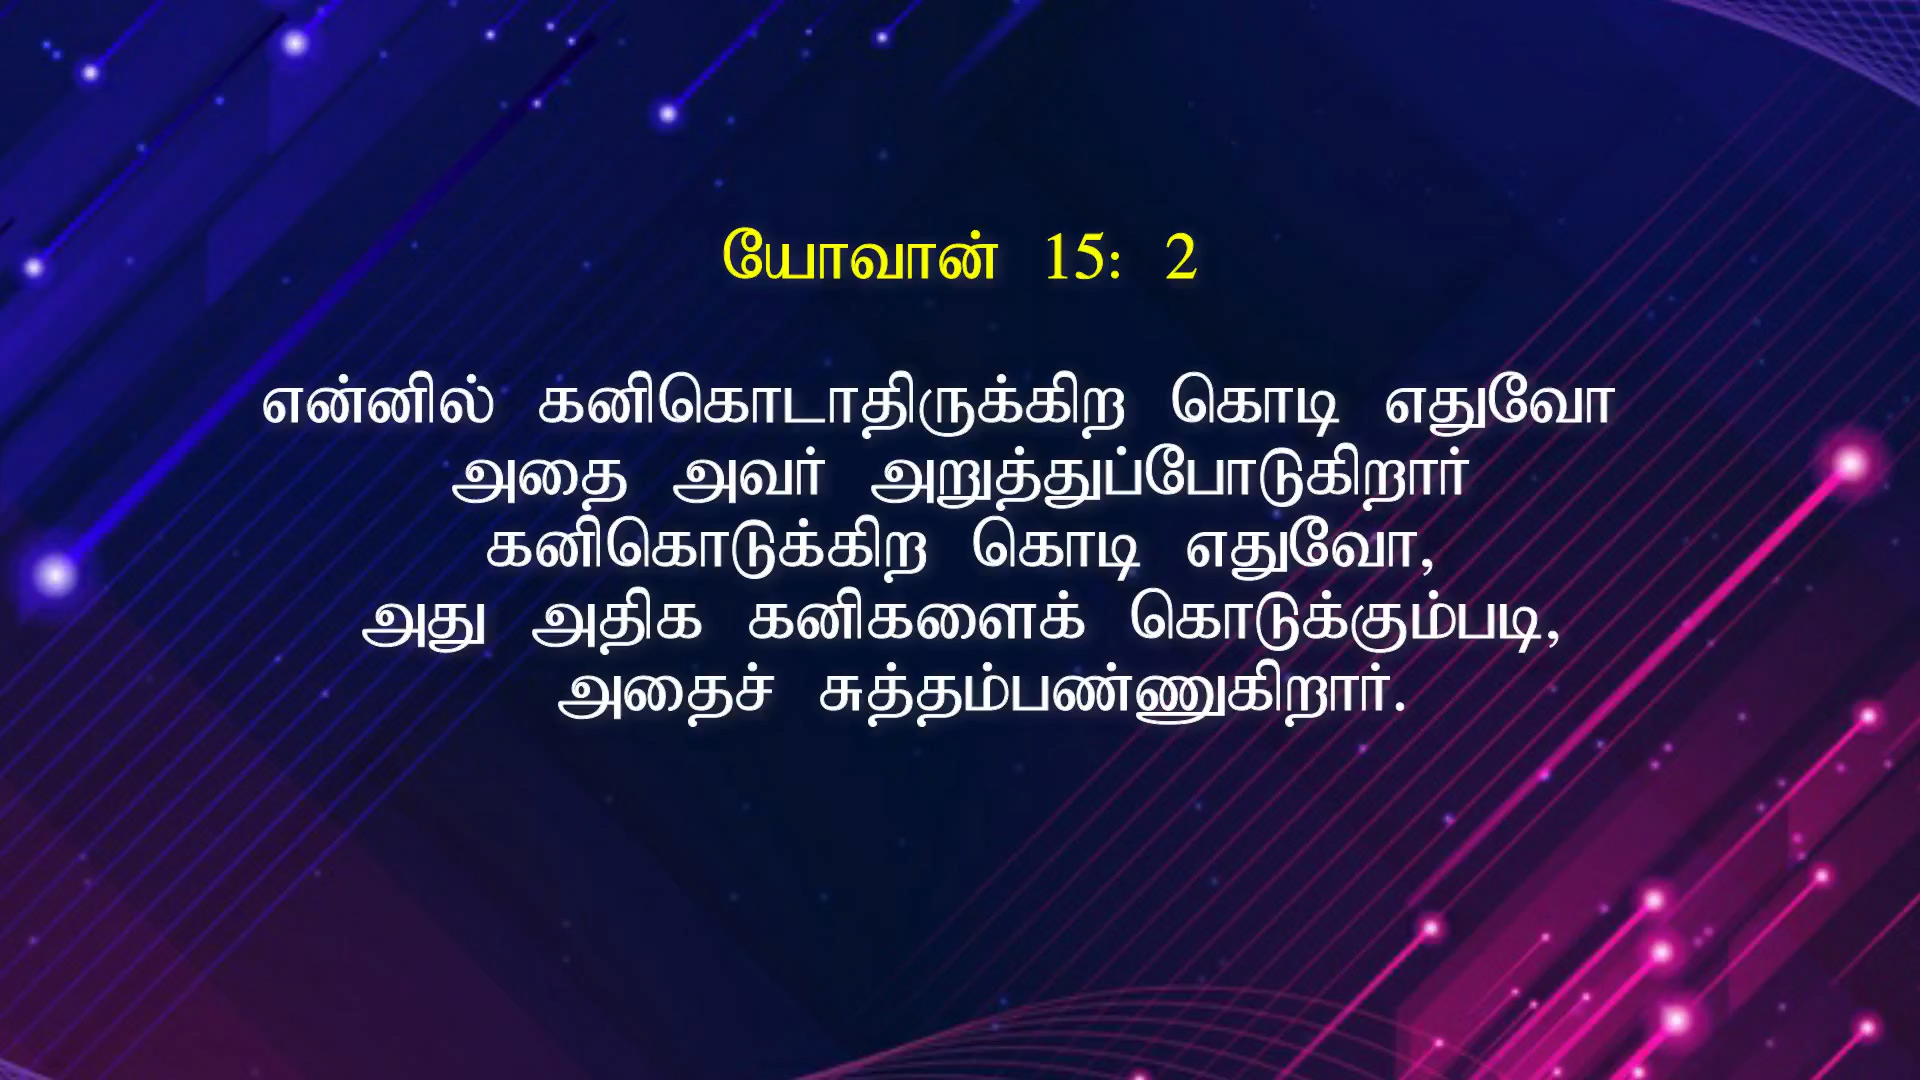 யோவான் 15: 2
என்னில் கனிகொடாதிருக்கிற கொடி எதுவோ
அதை அவர் அறுத்துப்போடுகிறார்
கனிகொடுக்கிற கொடி எதுவோ,
அது அதிக கனிகளைக் கொடுக்கும்படி,
அதைச் சுத்தம்பண்ணுகிறார்.